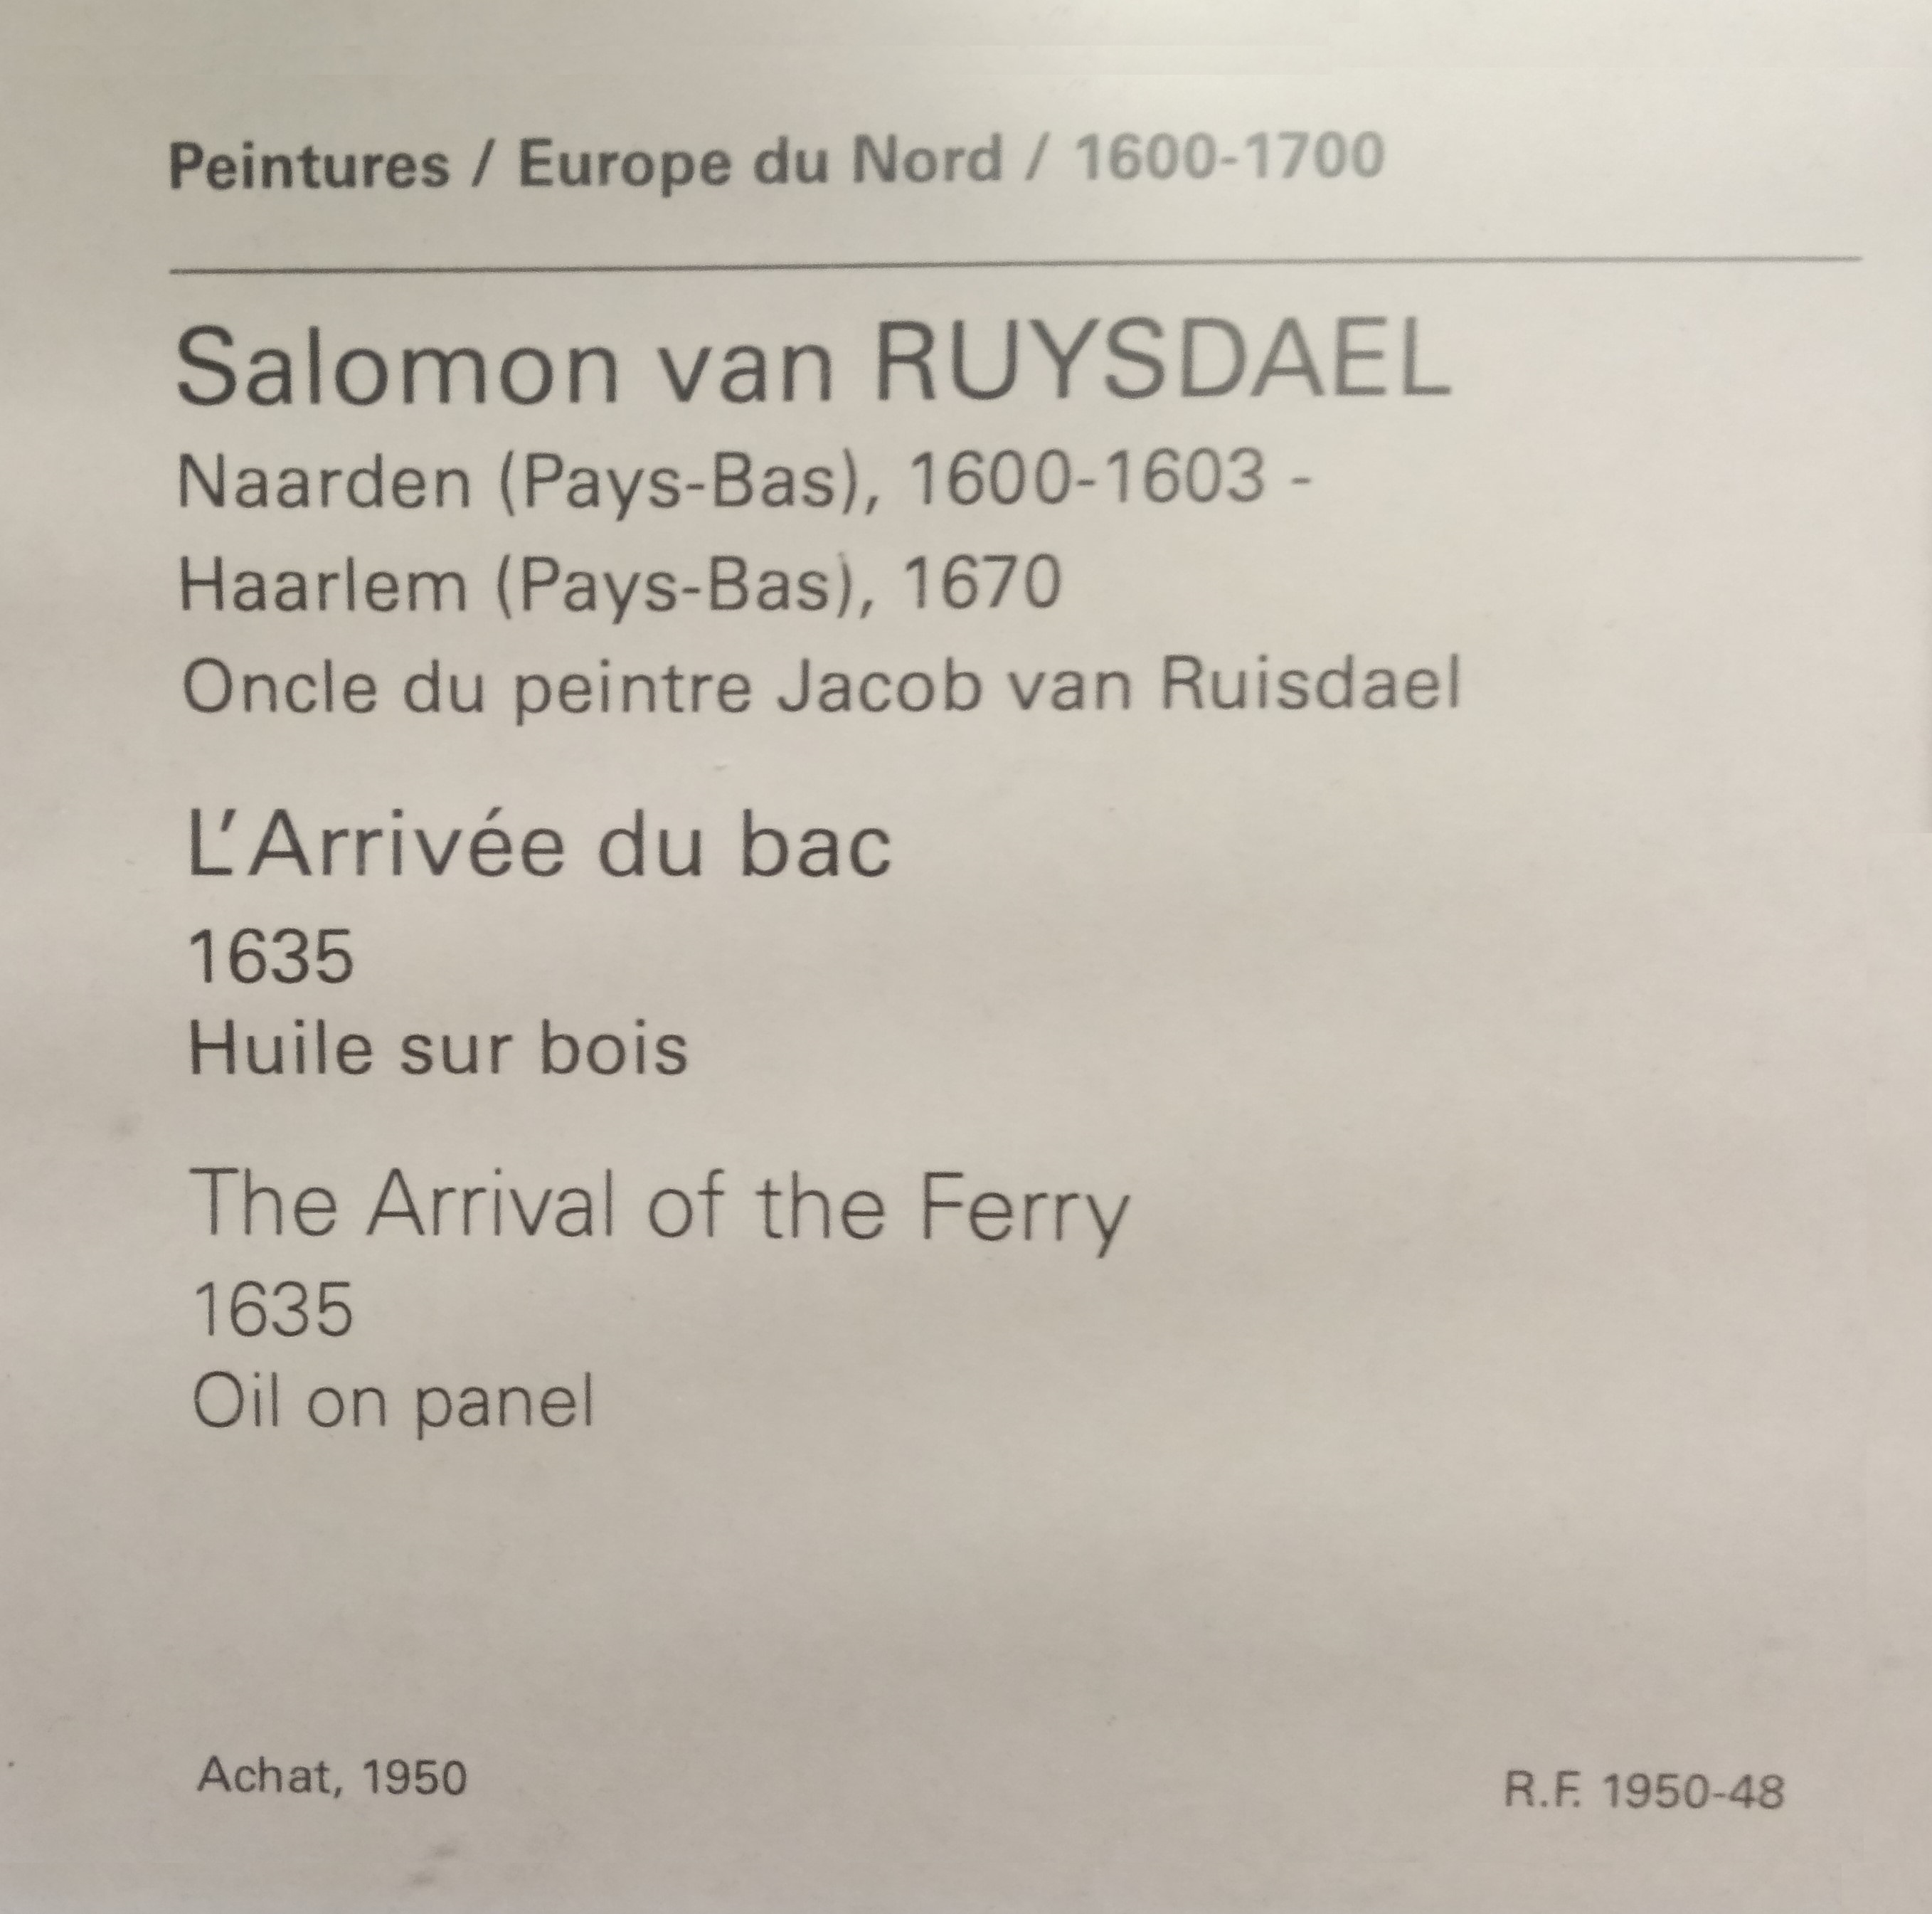 Peintures / Europe du Nord / 1600-1700
Salomon van RUYSDAEL
Naarden (Pays-Bas), 1600-1603 -
Haarlem (Pays-Bas), 1670
Oncle du peintre Jacob van Ruisdael
L'Arrivée du bac
1635
Huile sur bois
The Arrival of the Ferry
1635
Oil on panel
Achat, 1950
R.F. 1950-48